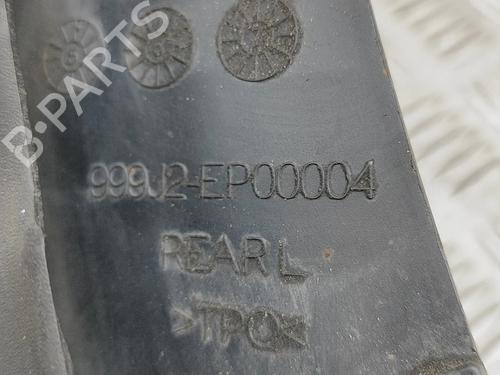 B-PARTS
999J2-EP00004
REAR L
>TPO<